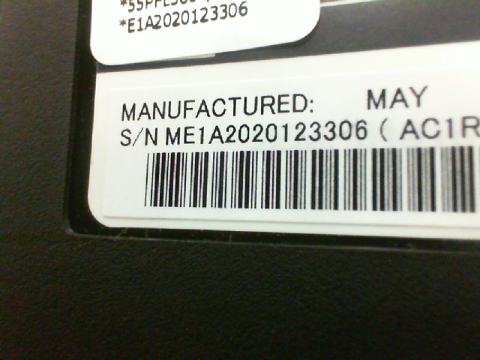 *E1A2020123306
MANUFACTURED: MAY
S/N ME1A2020123306 ( AC1R